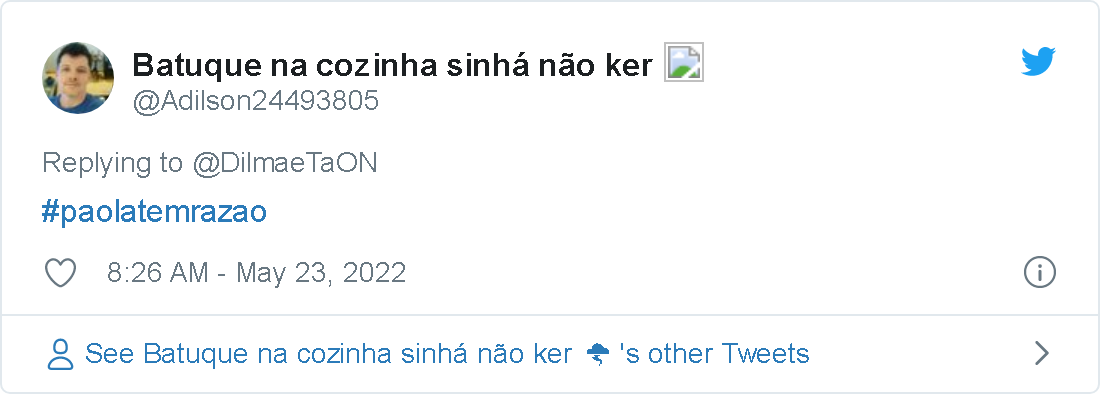 Batuque na cozinha sinhá não ker
@Adilson24493805
Replying to @DilmaeTaON
#paolatemrazao
8:26 AM - May 23, 2022
See Batuque na cozinha sinhá não ker 🌪 's other Tweets